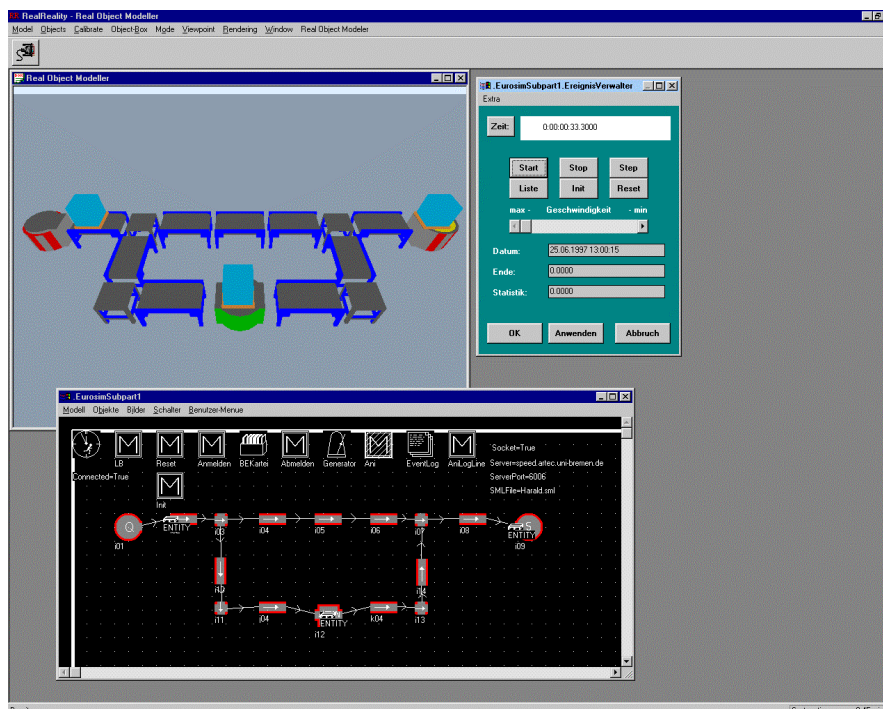 RealReality - Real Object Modeller
Model Objects Calibrate Object-Box Mode Viewpoint Rendering Window Real Object Modeler
Real Object Modeller
.EurosimSubpart1.EreignisVerwalter
Extra
Zeit: 0:00:00:33.3000
Start Stop Step
Liste Init Reset
max - Geschwindigkeit - min
Datum: 25.06.1997 13:00:15
Ende: 0.0000
Statistik: 0.0000
OK Anwenden Abbruch
.EurosimSubpart1
Modell Objekte Bilder Schalter Benutzer-Menue
LB Reset Anmelden BEKartei Abmelden Generator Ani EventLog AniLogLine
Socket=True
Server=speed.artec.uni-bremen.de
Connected=True
ServerPort=6006
SMLFile=Harald.sml
Init
Q ENTITY S
i01 i03 i04 i05 i06 i07 i08 ENTITY
i09
i10 i14
i11 i04 ENTITY k04 i13
i12